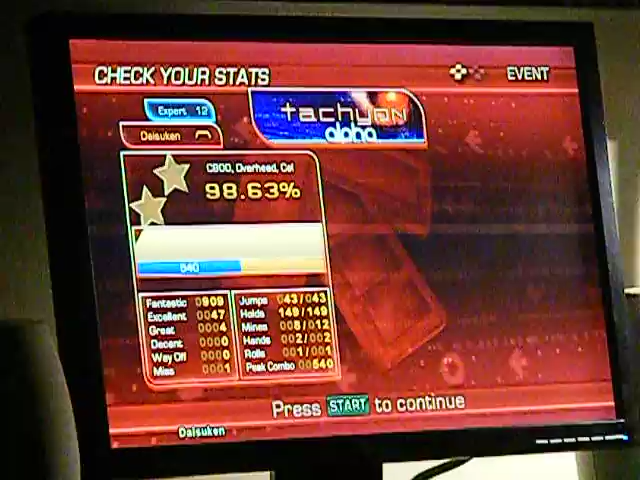 CHECK YOUR STATS
EVENT
Expert 12
tachyon
alpha
Daisuken
C800, Overhead, Cel
98.63%
540
Fantastic 0909
Excellent 0047
Great 0004
Decent 0000
Way Off 0000
Miss 0001
Jumps 043/043
Holds 149/149
Mines 008/012
Hands 002/002
Rolls 001/001
Peak Combo 00540
Press START to continue
Daisuken